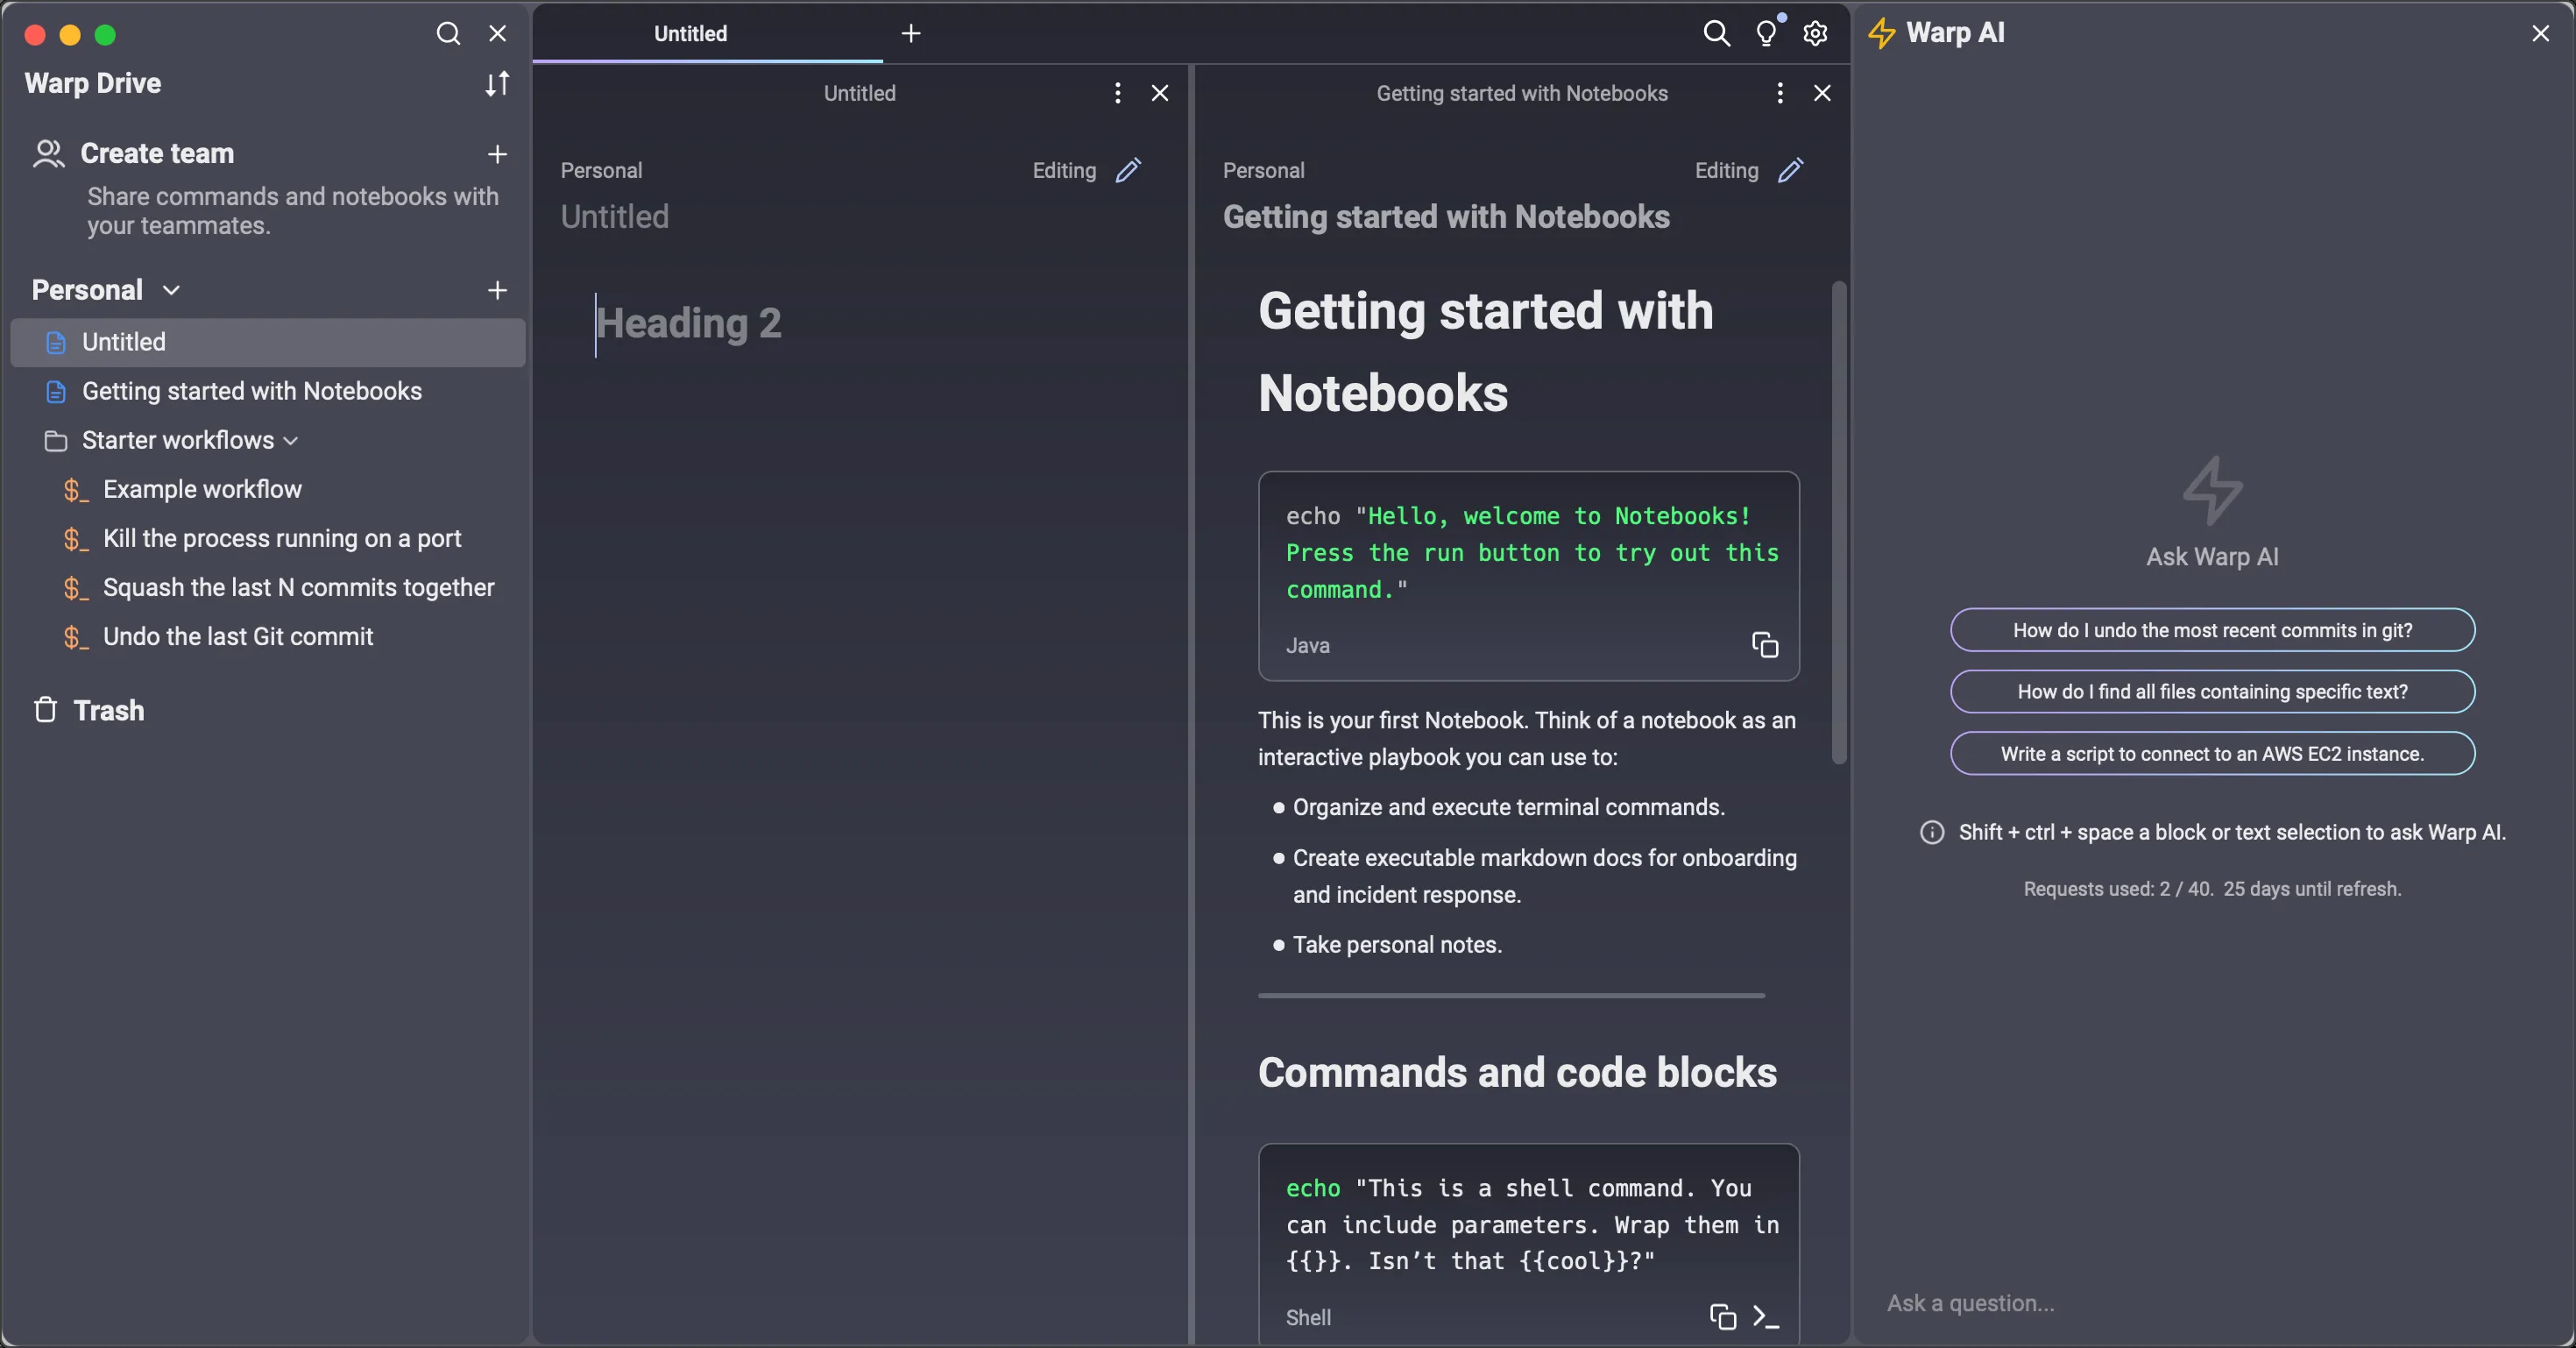 Warp Drive
Create team
Share commands and notebooks with
your teammates.
Personal
Untitled
Getting started with Notebooks
Starter workflows
$_ Example workflow
$_ Kill the process running on a port
$_ Squash the last N commits together
$_ Undo the last Git commit
Trash
Untitled
Untitled
Personal
Editing
Untitled
Heading 2
Getting started with Notebooks
Personal
Editing
Getting started with Notebooks
Getting started with
Notebooks
echo "Hello, welcome to Notebooks!
Press the run button to try out this
command."
Java
This is your first Notebook. Think of a notebook as an
interactive playbook you can use to:
• Organize and execute terminal commands.
• Create executable markdown docs for onboarding
and incident response.
• Take personal notes.
Commands and code blocks
echo "This is a shell command. You
can include parameters. Wrap them in
{{}}. Isn’t that {{cool}}?"
Shell
Warp AI
Ask Warp AI
How do I undo the most recent commits in git?
How do I find all files containing specific text?
Write a script to connect to an AWS EC2 instance.
Shift + ctrl + space a block or text selection to ask Warp AI.
Requests used: 2 / 40. 25 days until refresh.
Ask a question...